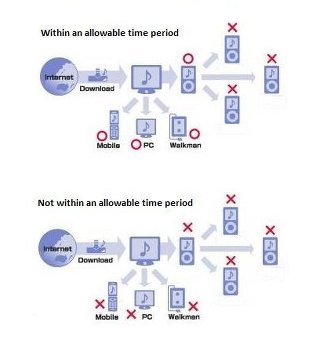 Within an allowable time period
Internet
Download
Mobile
PC
Walkman
Not within an allowable time period
Internet
Download
Mobile
PC
Walkman